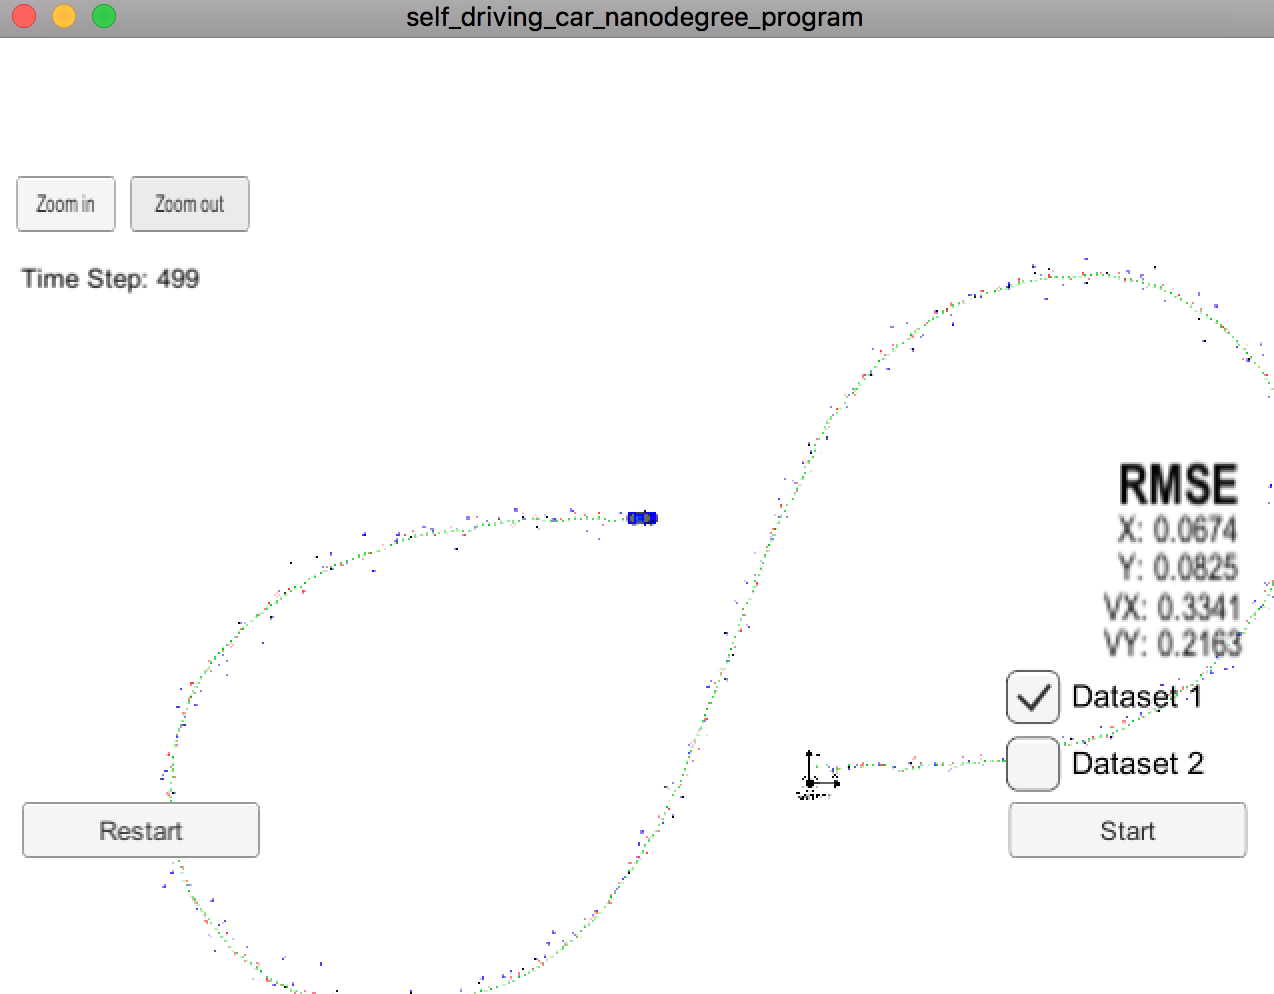 self_driving_car_nanodegree_program
Zoom in
Zoom out
Time Step: 499
RMSE
X: 0.0674
Y: 0.0825
VX: 0.3341
VY: 0.2163
Dataset 1
Dataset 2
Restart
Start